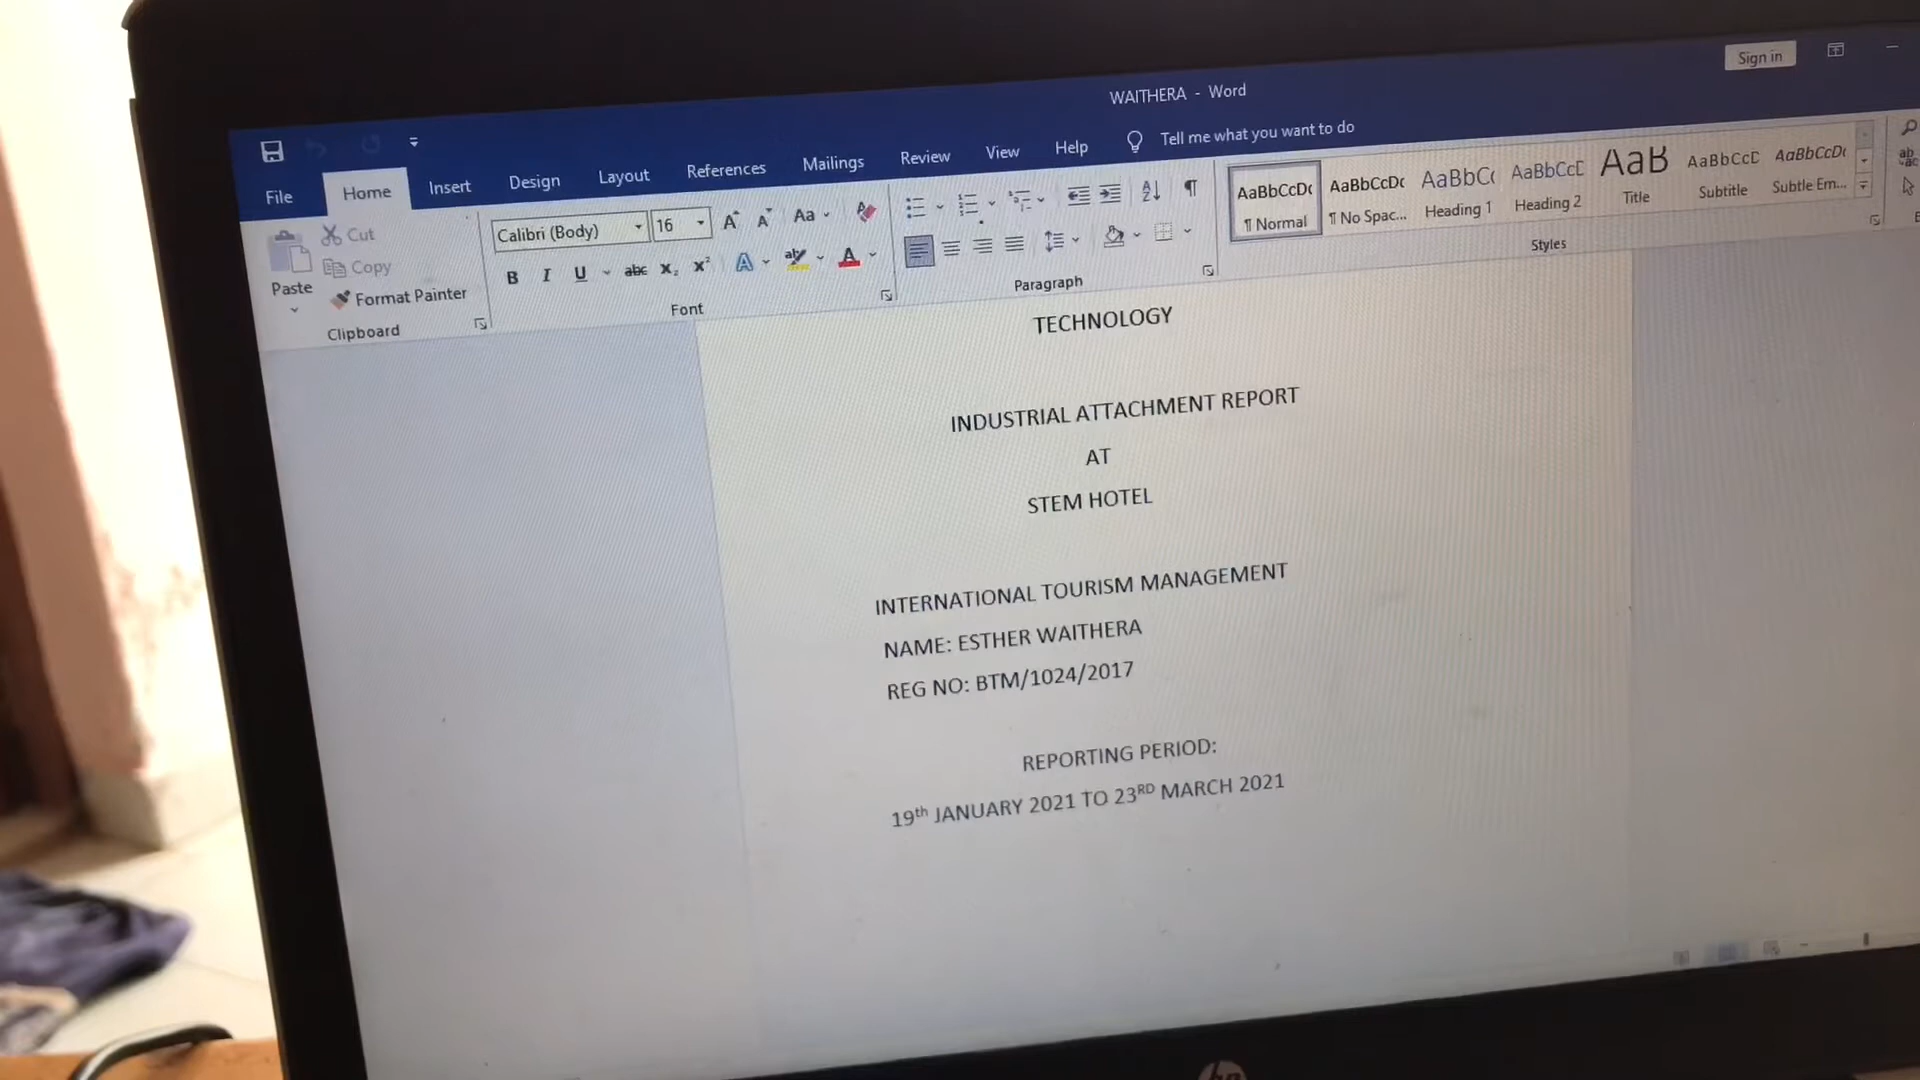 WAITHERA - Word
Sign in
File Home Insert Design Layout References Mailings Review View Help Tell me what you want to do
Paste
Cut
Copy
Format Painter
Clipboard
Calibri (Body) 16
Font
Paragraph
AaBbCcDc AaBbCcDc AaBbCc AaBbCcD AaB AaBbCcD AaBbCcDc
¶ Normal ¶ No Spac... Heading 1 Heading 2 Title Subtitle Subtle Em...
Styles
TECHNOLOGY
INDUSTRIAL ATTACHMENT REPORT
AT
STEM HOTEL
INTERNATIONAL TOURISM MANAGEMENT
NAME: ESTHER WAITHERA
REG NO: BTM/1024/2017
REPORTING PERIOD:
19th JANUARY 2021 TO 23RD MARCH 2021
hp